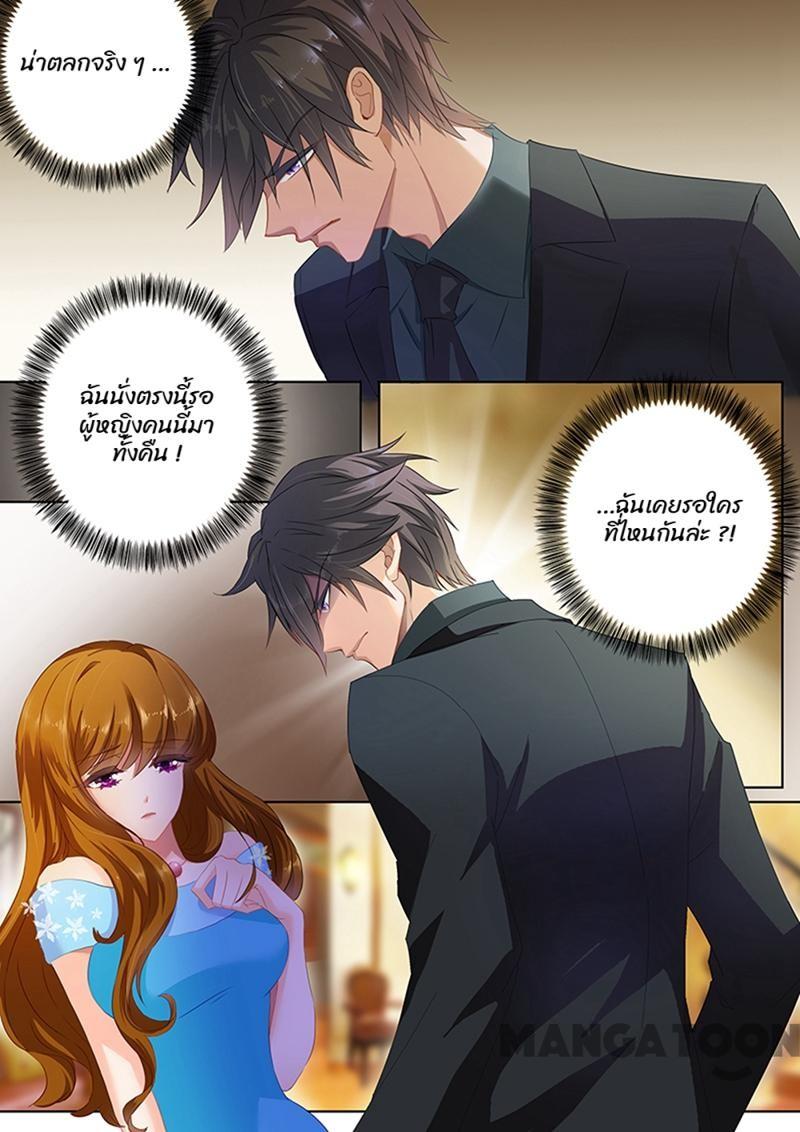 น่าตลกจริง ๆ ...
ฉันนั่งตรงนี้รอ
ผู้หญิงคนนี้มา
ทั้งคืน !
...ฉันเคยรอใคร
ที่ไหนกันล่ะ ?!
MANGATOON